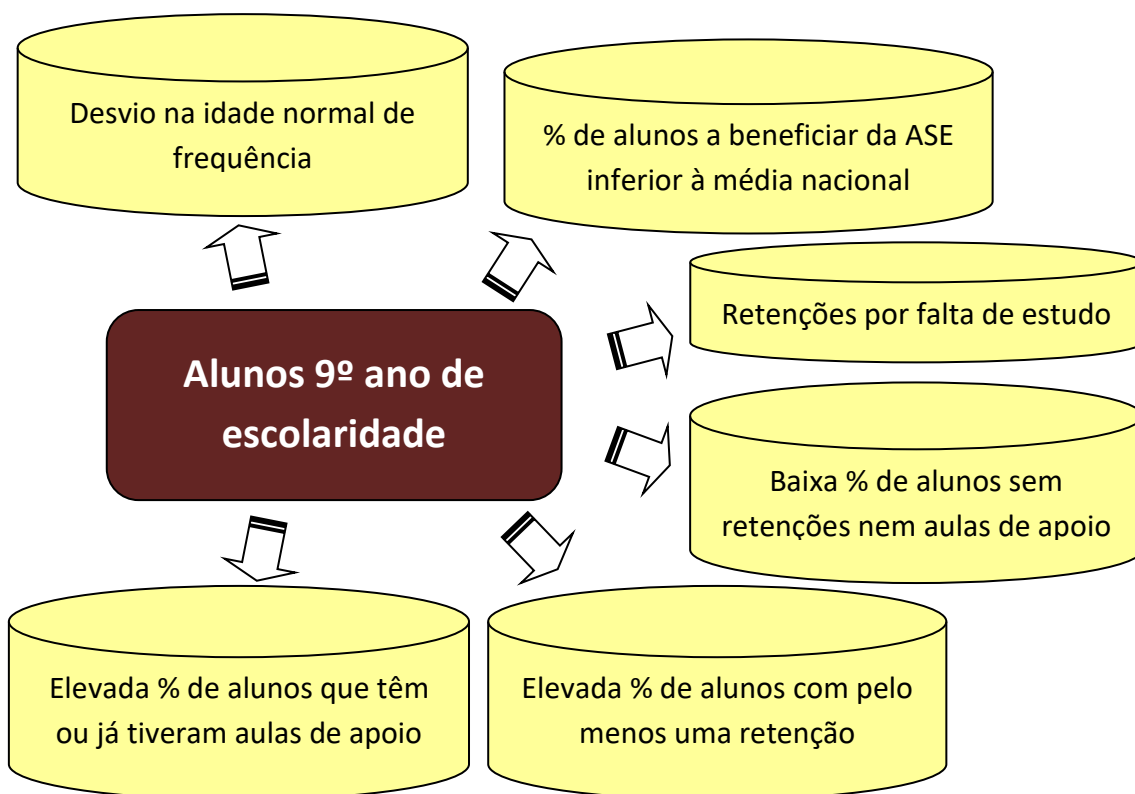 Desvio na idade normal de
frequência
% de alunos a beneficiar da ASE
inferior à média nacional
Retenções por falta de estudo
Alunos 9º ano de
escolaridade
Baixa % de alunos sem
retenções nem aulas de apoio
Elevada % de alunos que têm
ou já tiveram aulas de apoio
Elevada % de alunos com pelo
menos uma retenção